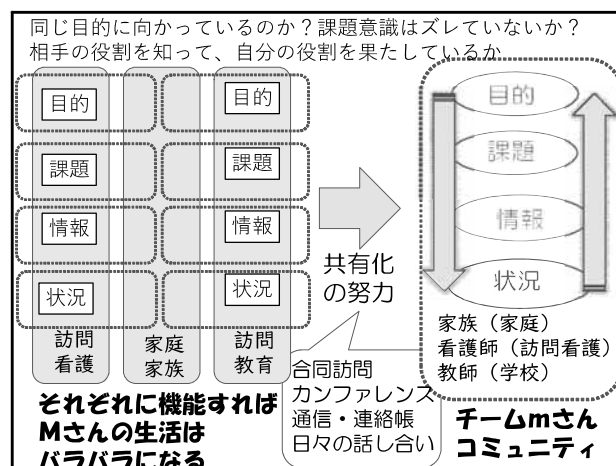 同じ目的に向かっているのか？課題意識はズレていないか？
相手の役割を知って、自分の役割を果たしているか
目的
課題
情報
状況
訪問
看護
家庭
家族
目的
課題
情報
状況
訪問
教育
それぞれに機能すれば
Mさんの生活は
バラバラになる
共有化
の努力
合同訪問
カンファレンス
通信・連絡帳
日々の話し合い
目的
課題
情報
状況
家族（家庭）
看護師（訪問看護）
教師（学校）
チームmさん
コミュニティ